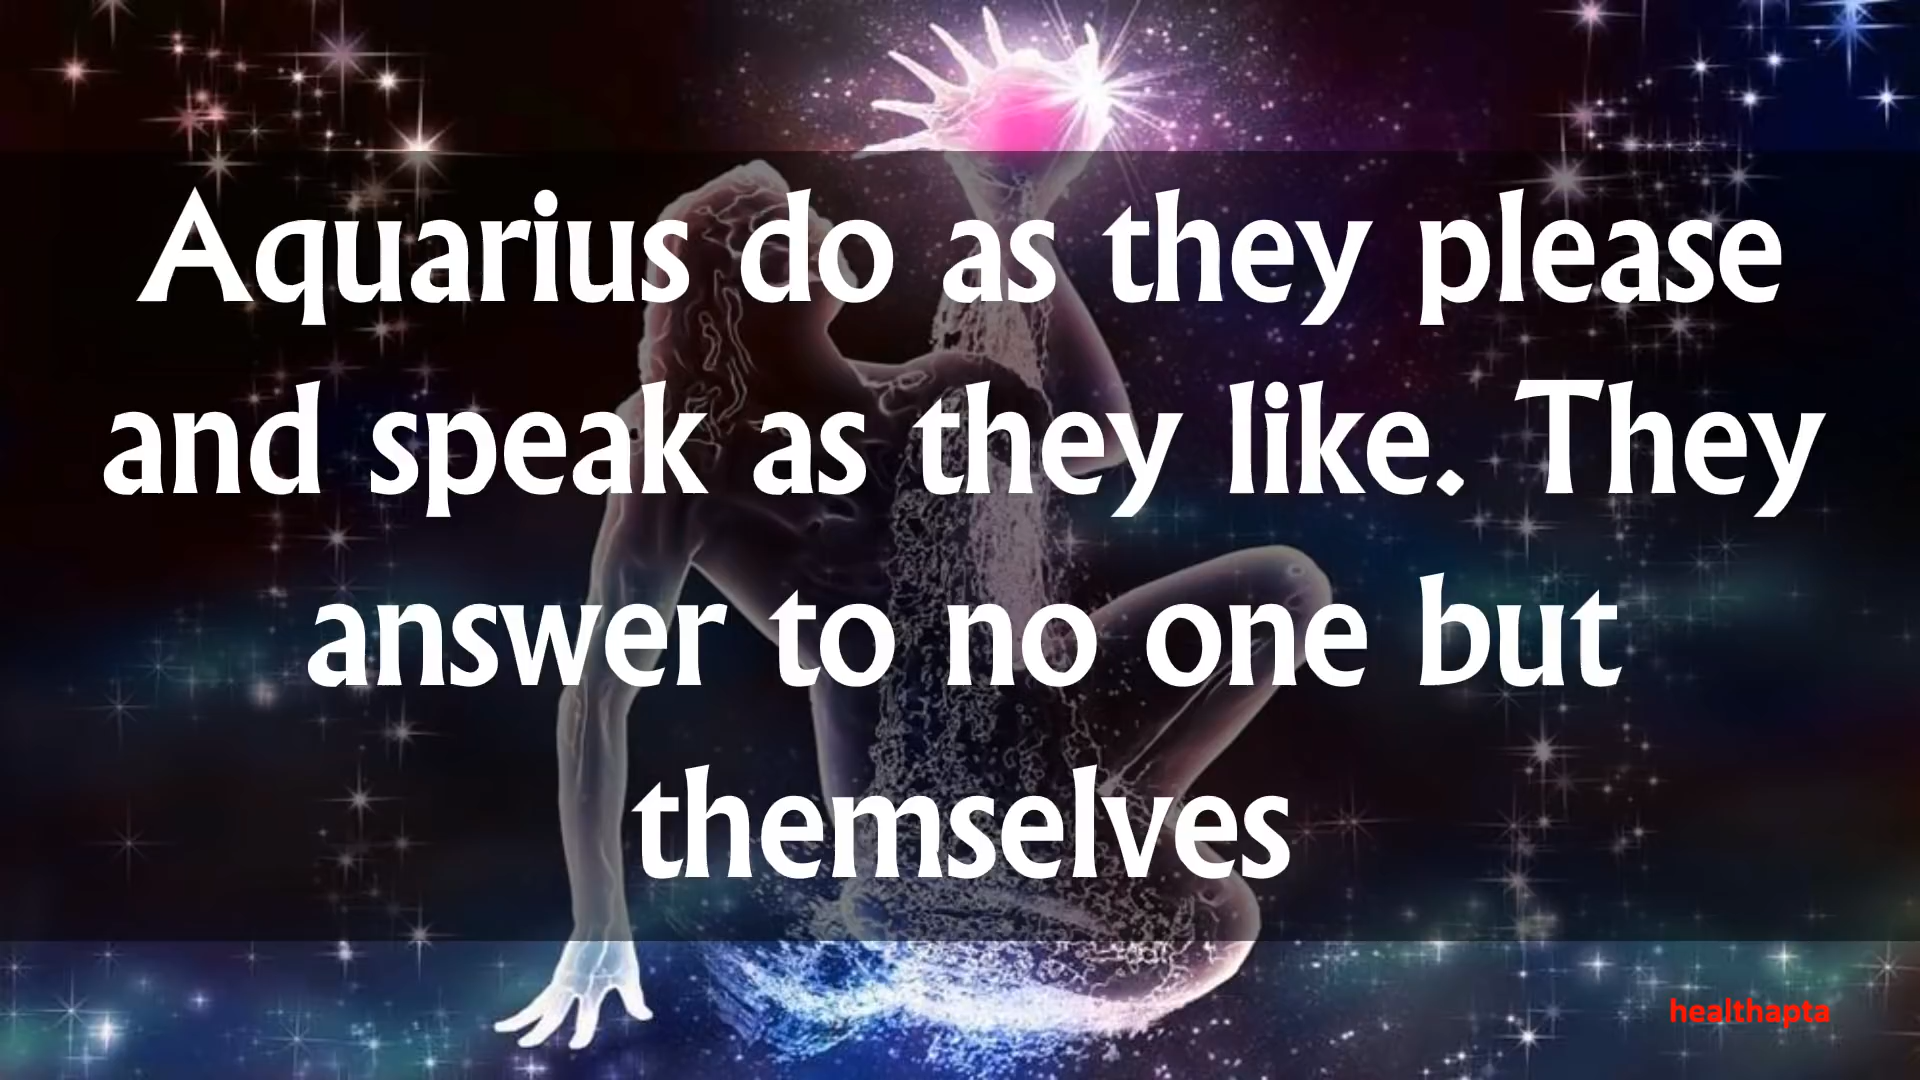 Aquarius do as they please
and speak as they like. They
answer to no one but
themselves
healthapta